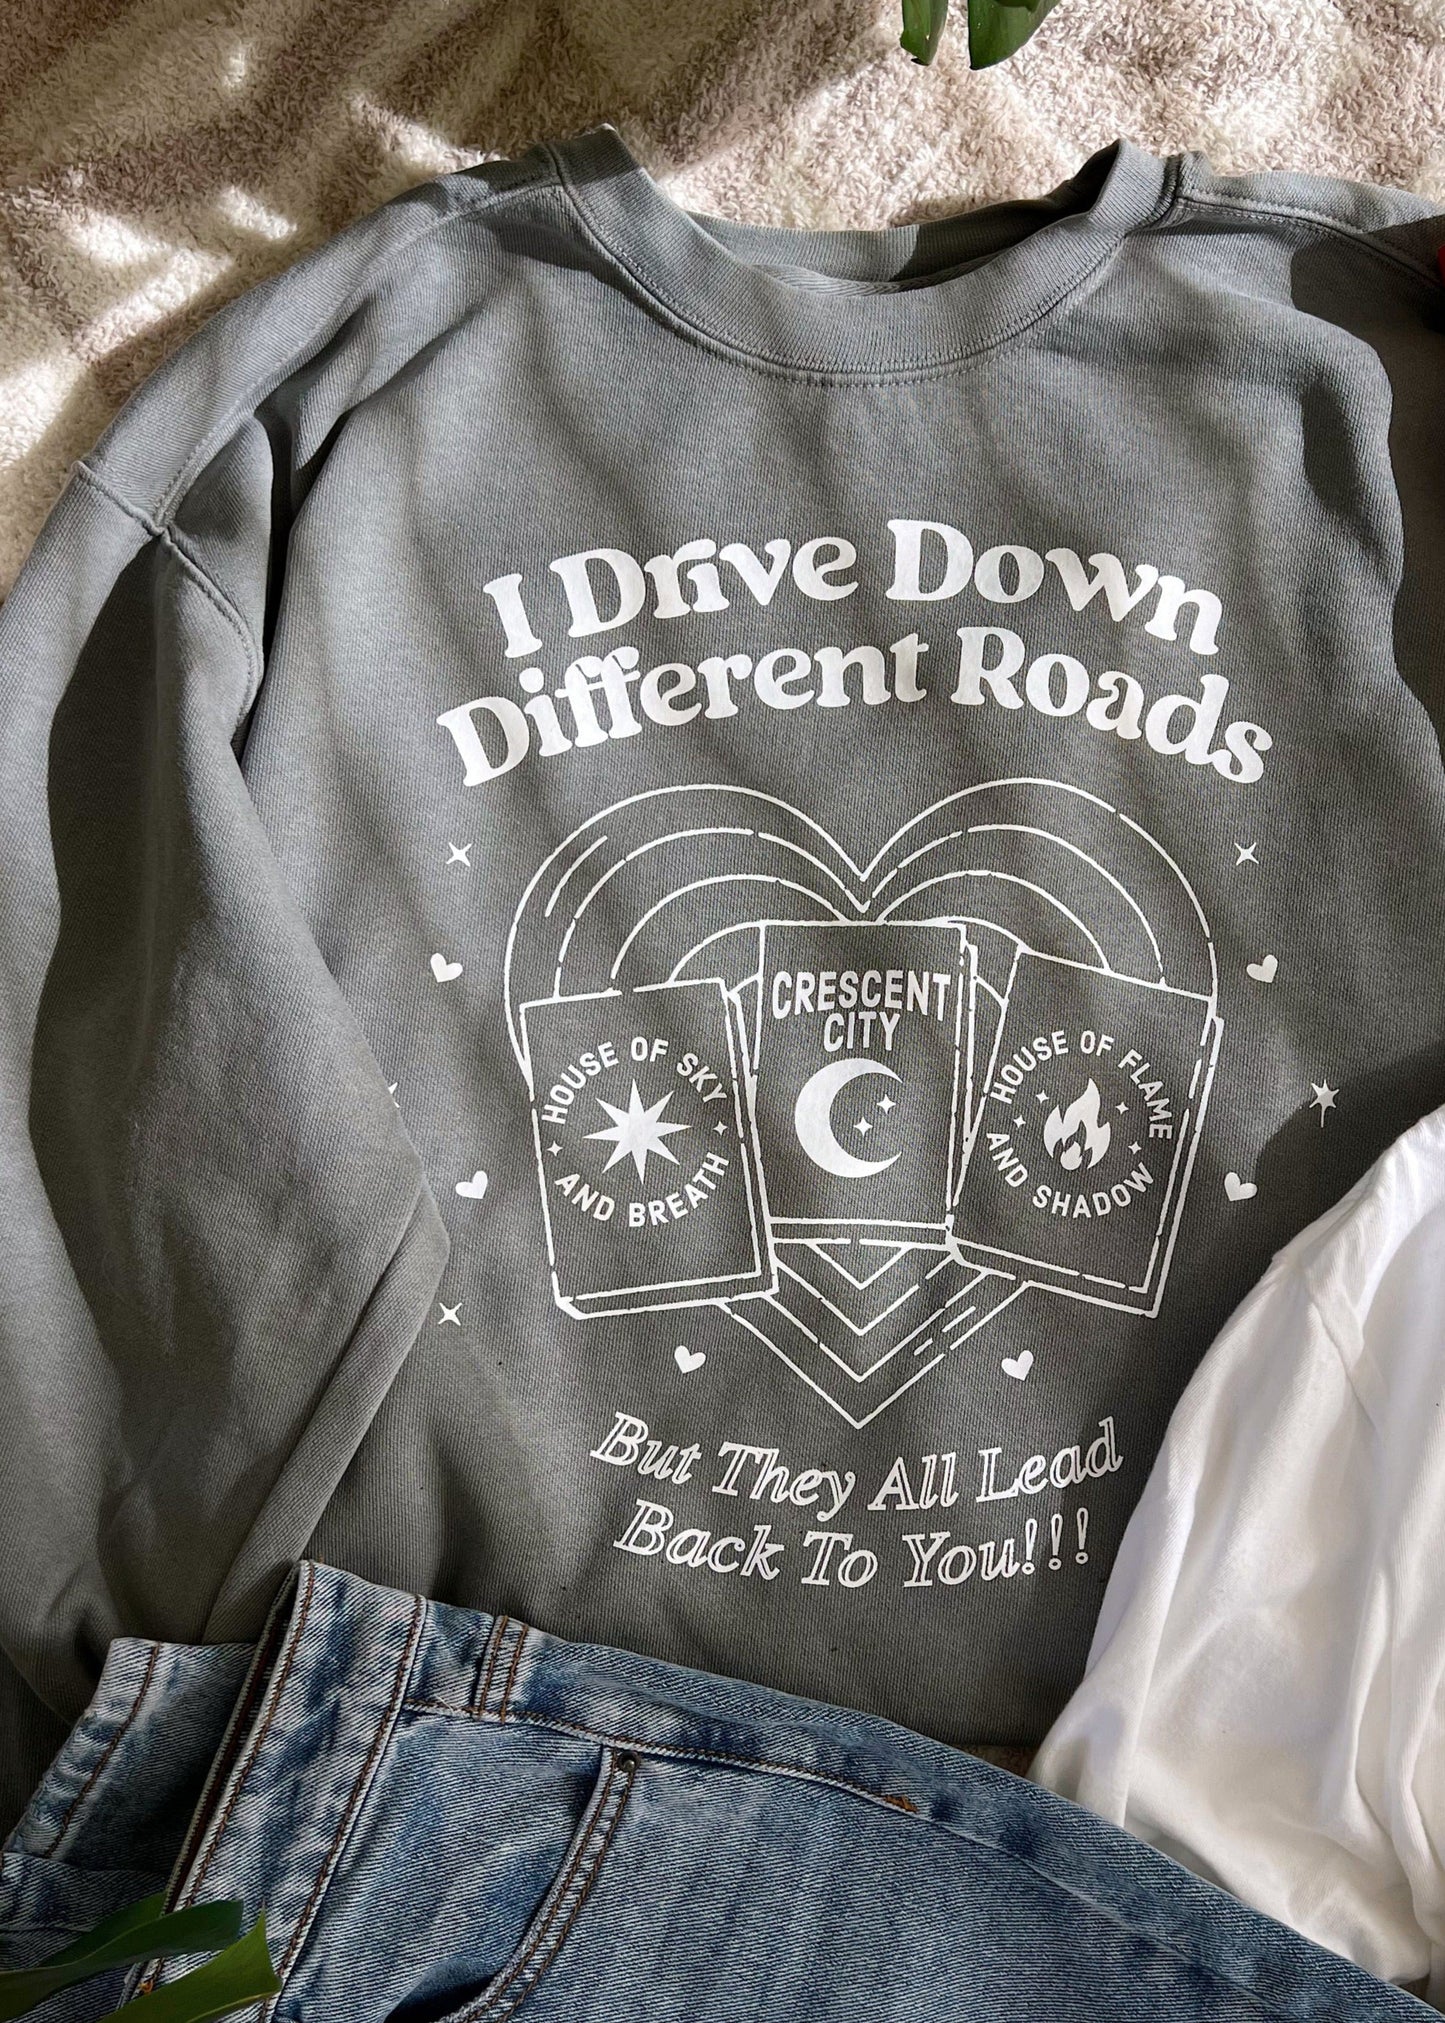 I Drive Down
Different Roads
CRESCENT
CITY
HOUSE OF SKY
AND BREATH
HOUSE OF FLAME
AND SHADOW
But They All Lead
Back To You!!!